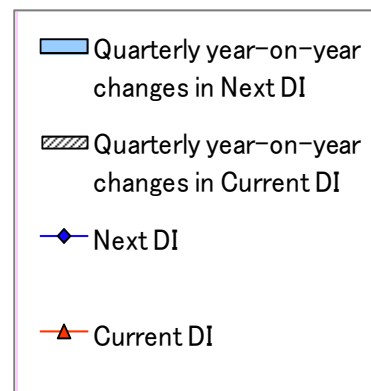 Quarterly year-on-year
changes in Next DI
Quarterly year-on-year
changes in Current DI
Next DI
Current DI